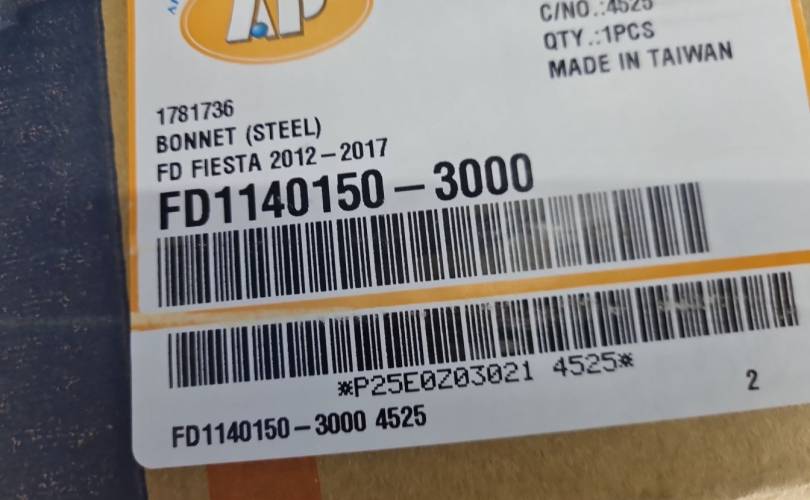 AP
C/NO.:4525
QTY.:1PCS
MADE IN TAIWAN
1781736
BONNET (STEEL)
FD FIESTA 2012-2017
FD1140150-3000
*P25E0Z03021 4525*
2
FD1140150-3000 4525